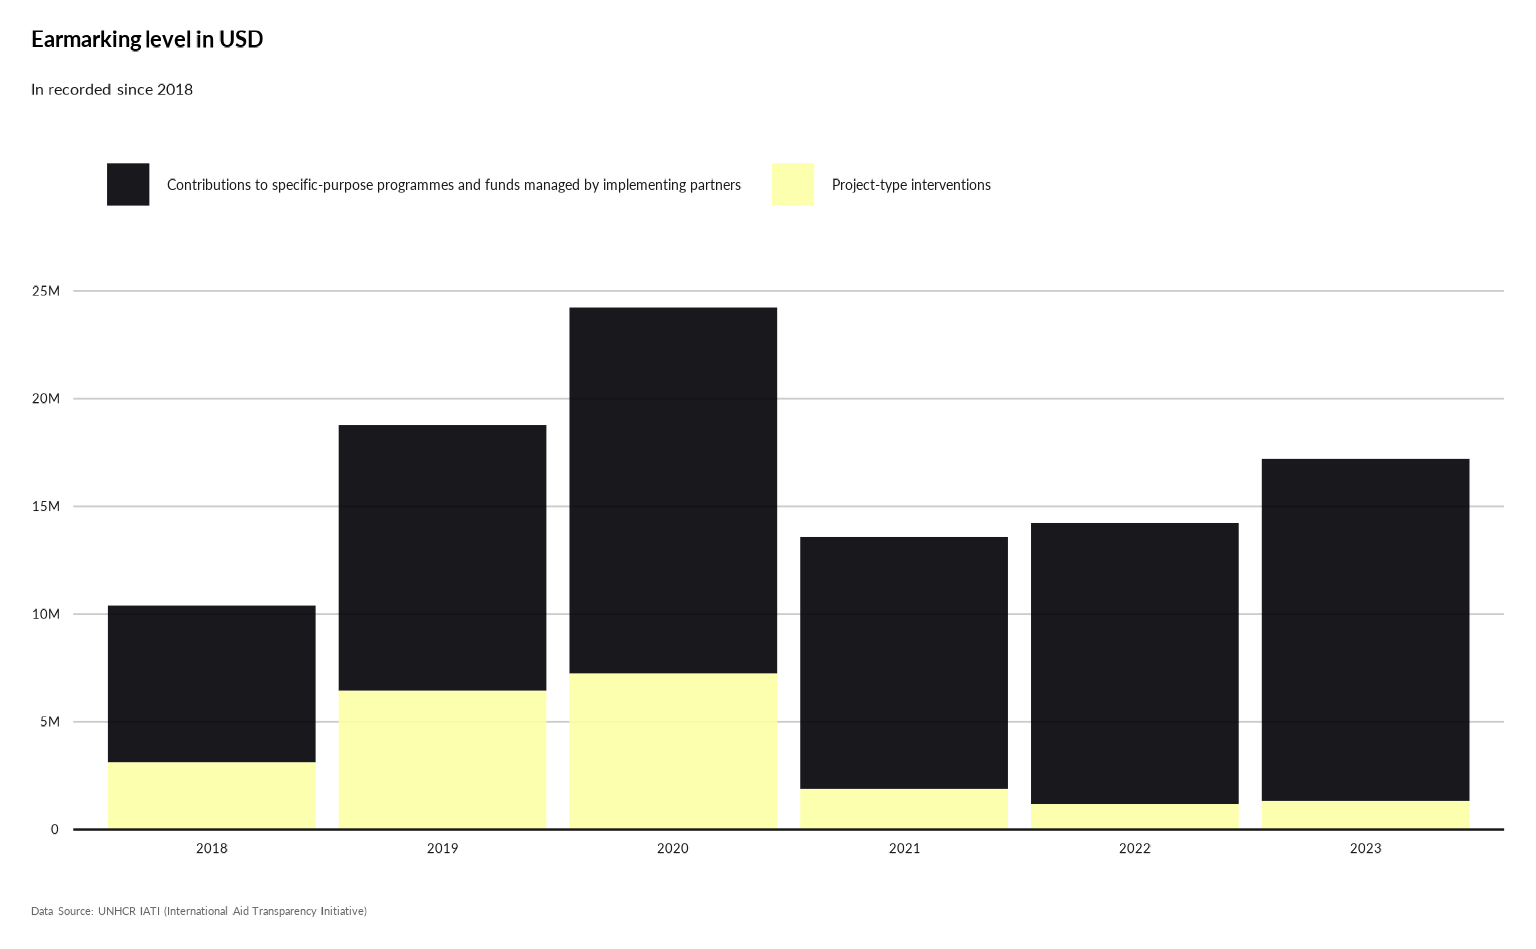 Earmarking level in USD
In recorded since 2018
Contributions to specific-purpose programmes and funds managed by implementing partners
Project-type interventions
25M
20M
15M
10M
5M
0
2018
2019
2020
2021
2022
2023
Data Source: UNHCR IATI (International Aid Transparency Initiative)